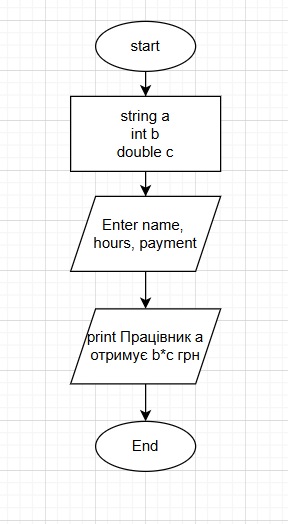 start
string a
int b
double c
Enter name,
hours, payment
print Працівник a
отримує b*c грн
End